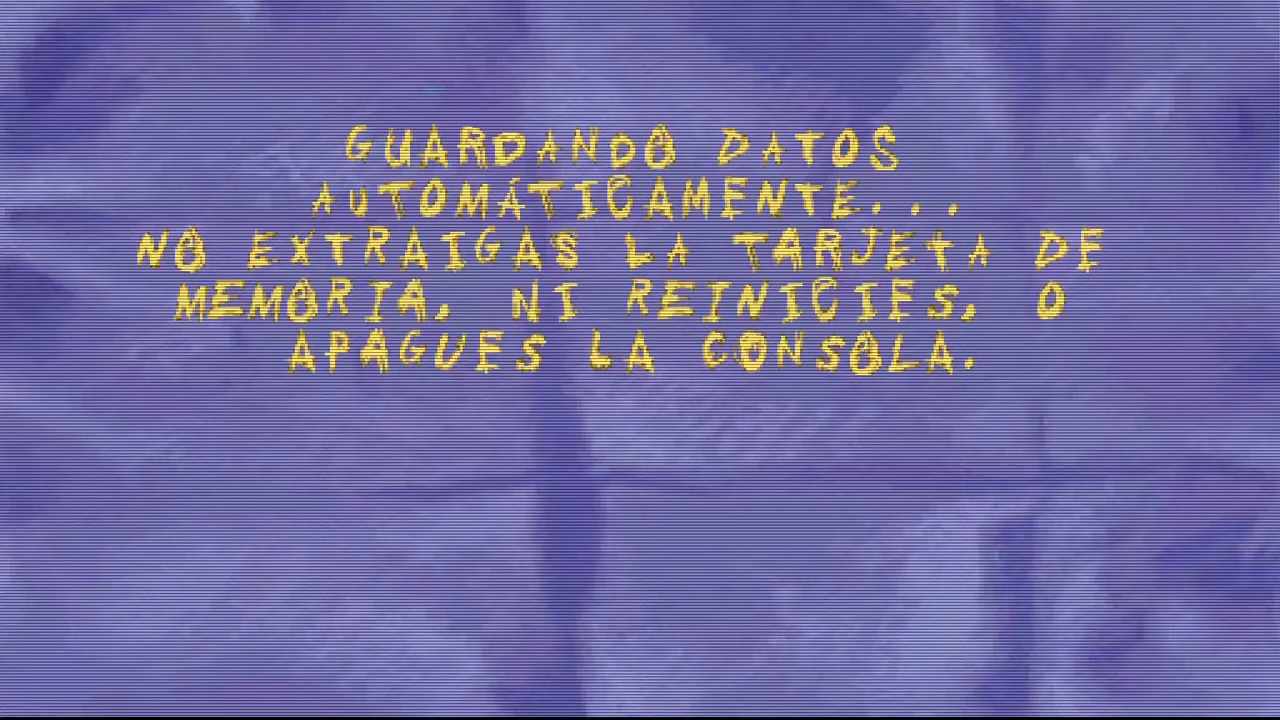 GUARDANDO DATOS
AUTOMÁTICAMENTE...
NO EXTRAIGAS LA TARJETA DE
MEMORIA, NI REINICIES, O
APAGUES LA CONSOLA.